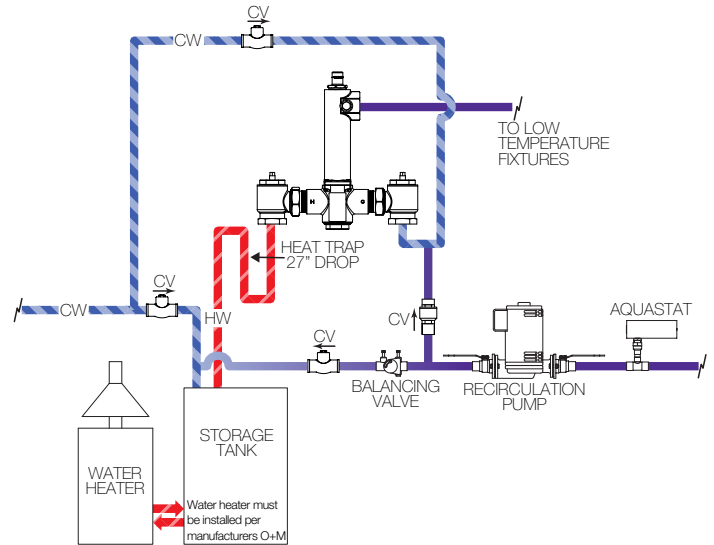 CV
CW
TO LOW
TEMPERATURE
FIXTURES
H
C
HEAT TRAP
27" DROP
CV
CW
HW
CV
CV
AQUASTAT
BALANCING
VALVE
RECIRCULATION
PUMP
STORAGE
TANK
WATER
HEATER
Water heater must
be installed per
manufacturers O+M